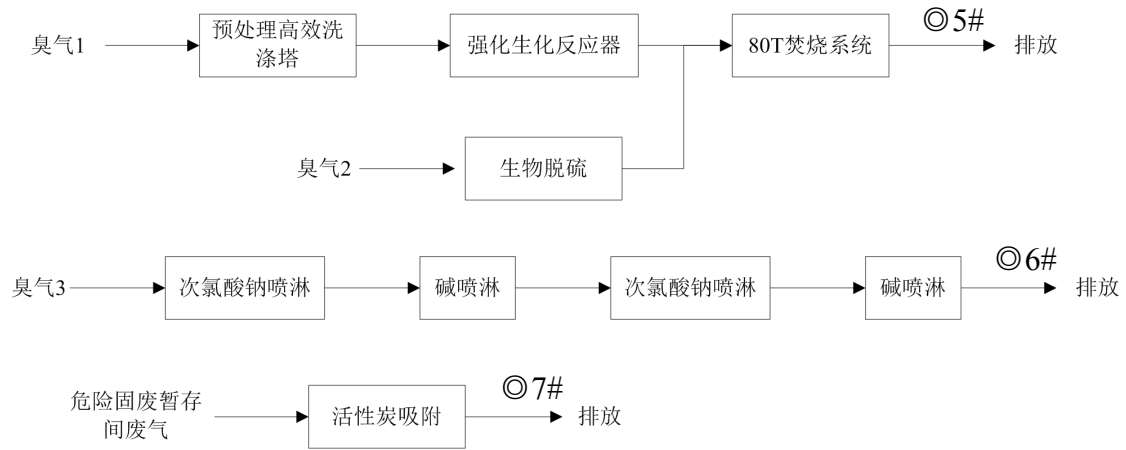 ◎5#
臭气1
预处理高效洗
涤塔
强化生化反应器
80T焚烧系统
排放
臭气2
生物脱硫
◎6#
臭气3
次氯酸钠喷淋
碱喷淋
次氯酸钠喷淋
碱喷淋
排放
◎7#
危险固废暂存
间废气
活性炭吸附
排放